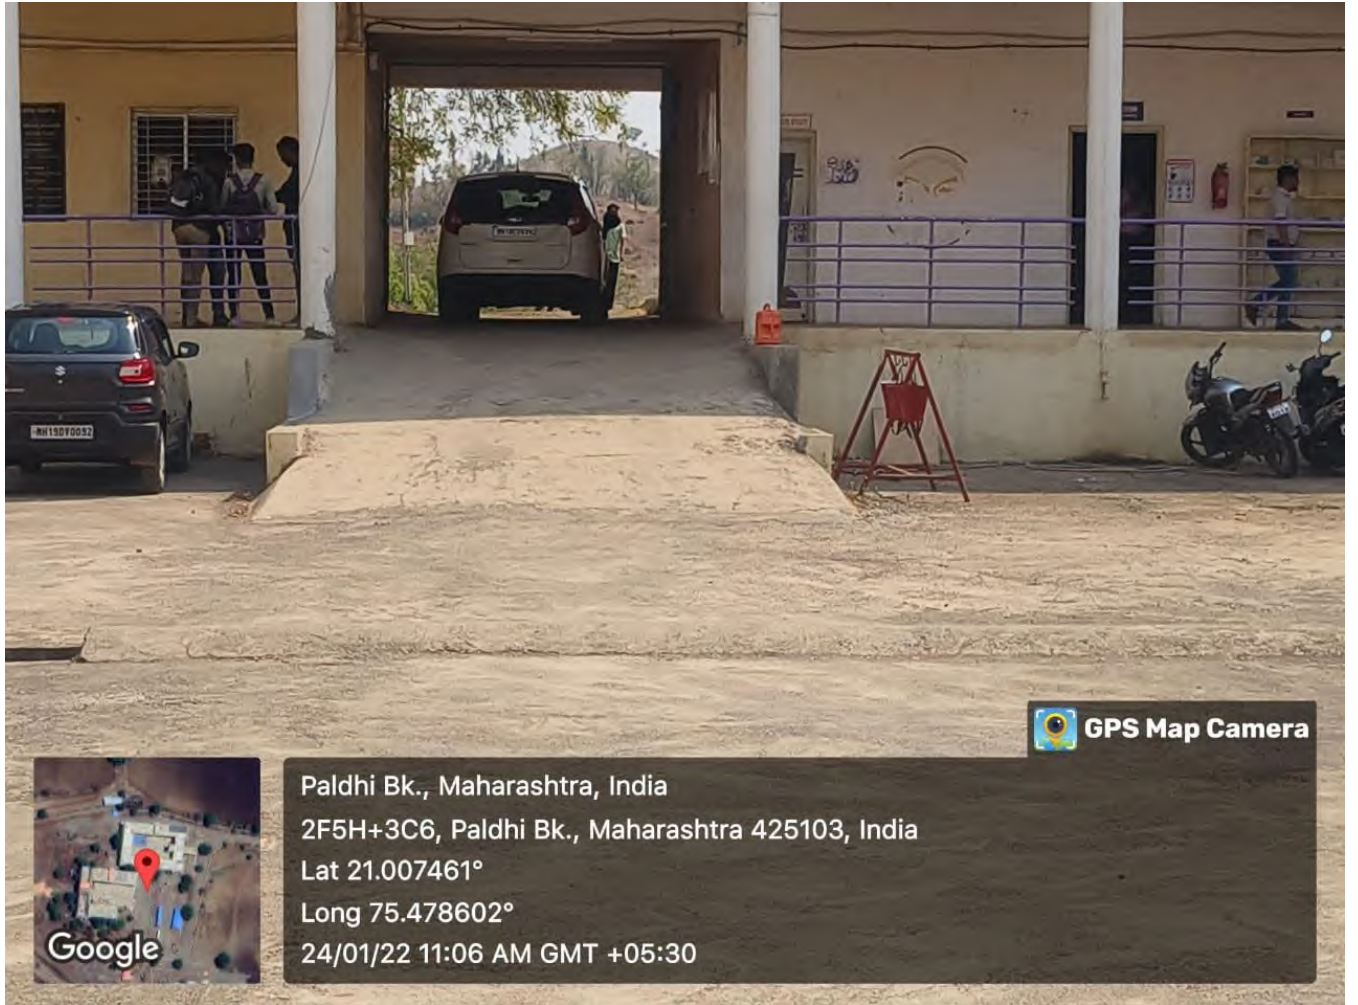 MH19DY0092
GPS Map Camera
Paldhi Bk., Maharashtra, India
2F5H+3C6, Paldhi Bk., Maharashtra 425103, India
Lat 21.007461°
Long 75.478602°
24/01/22 11:06 AM GMT +05:30
Google